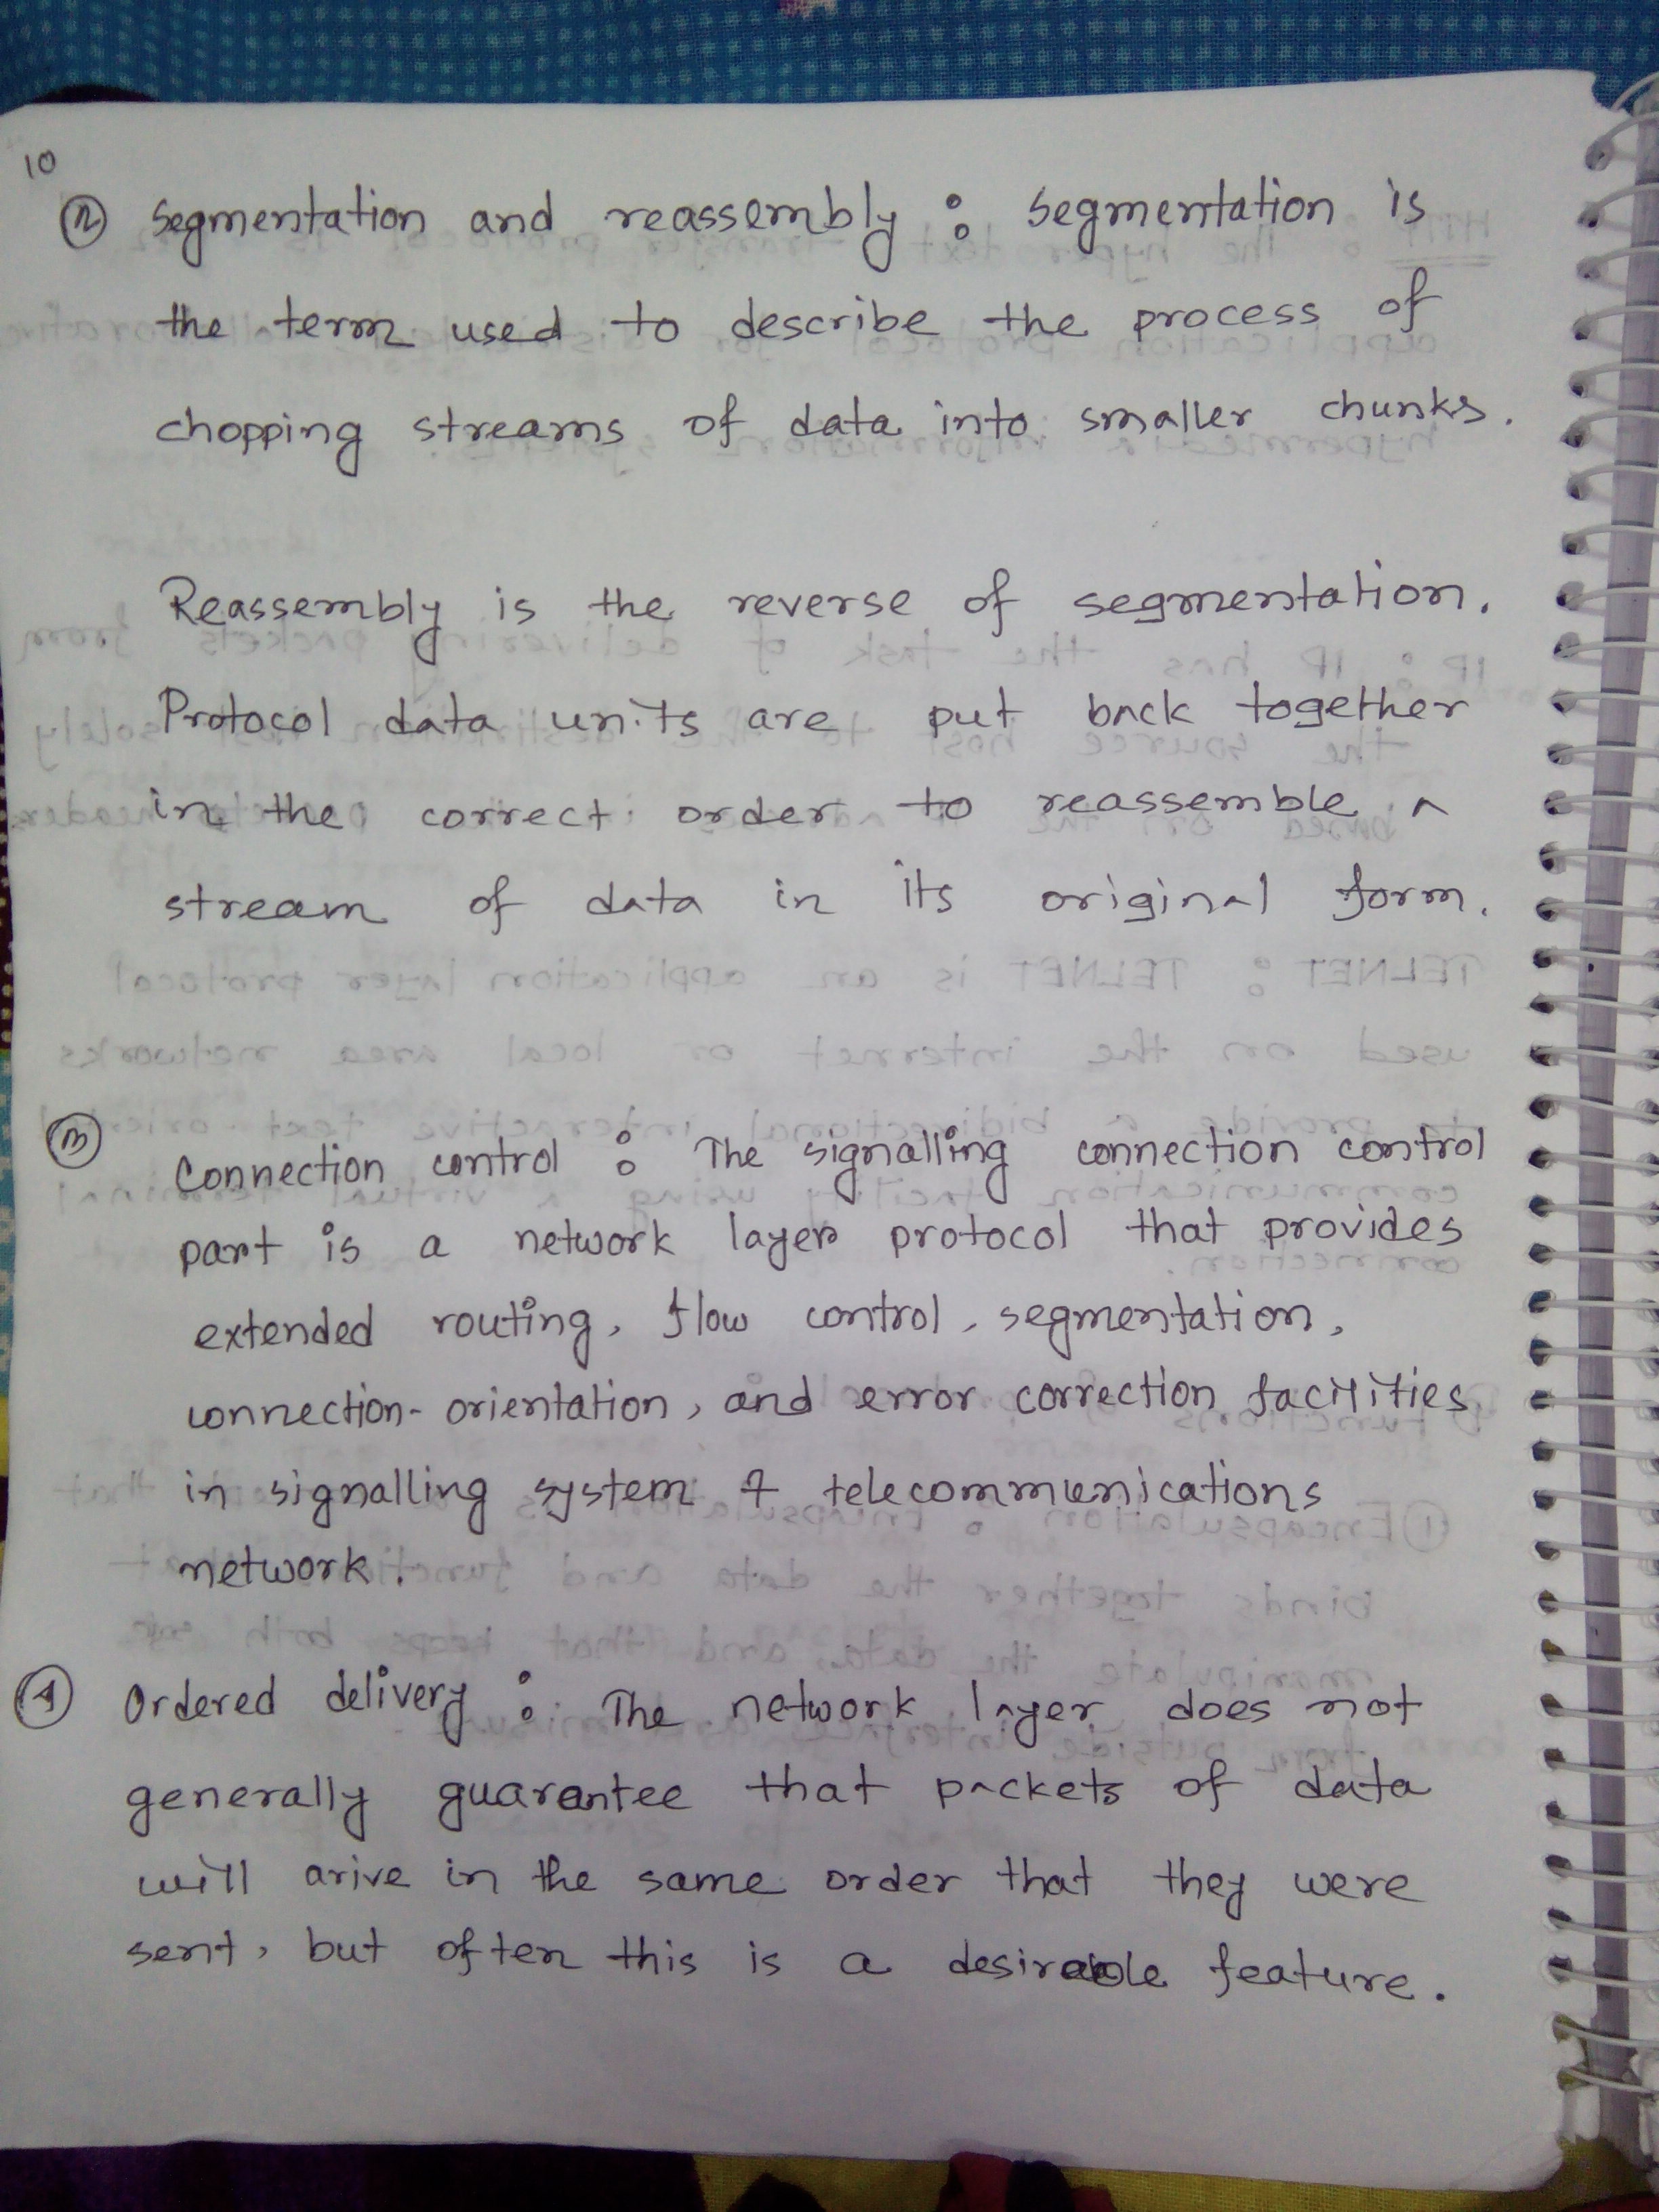 10
② Segmentation and reassembly : Segmentation is
the term used to describe the process of
chopping streams of data into smaller chunks.
Reassembly is the reverse of segmentation.
Protocol data units are put back together
in the correct order to reassemble a
stream of data in its original form.
③ Connection control : The signalling connection control
part is a network layer protocol that provides
extended routing, flow control, segmentation,
connection-orientation, and error correction facilities
in signalling system 7 telecommunications
network.
④ Ordered delivery : The network layer does not
generally guarantee that packets of data
will arive in the same order that they were
sent, but often this is a desirable feature.